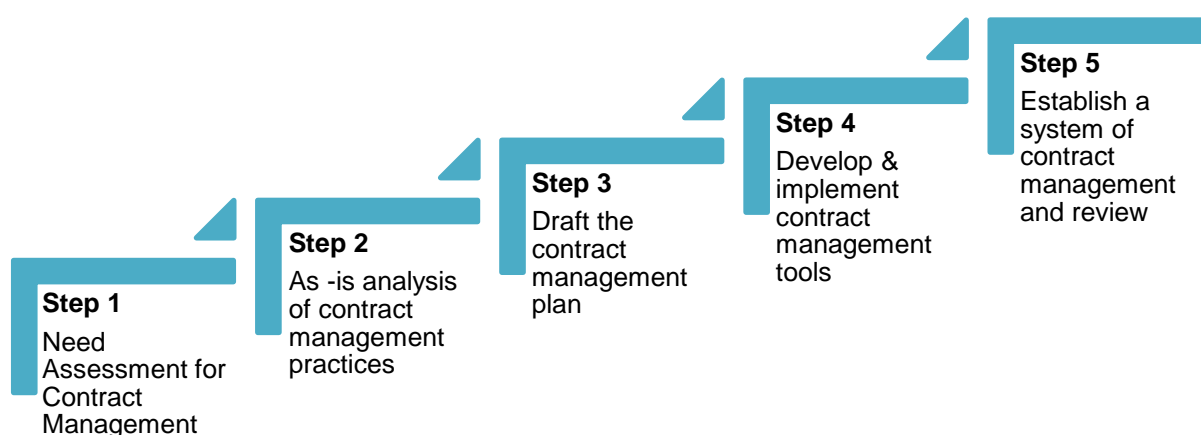 Step 1
Need
Assessment for
Contract
Management
Step 2
As -is analysis
of contract
management
practices
Step 3
Draft the
contract
management
plan
Step 4
Develop &
implement
contract
management
tools
Step 5
Establish a
system of
contract
management
and review